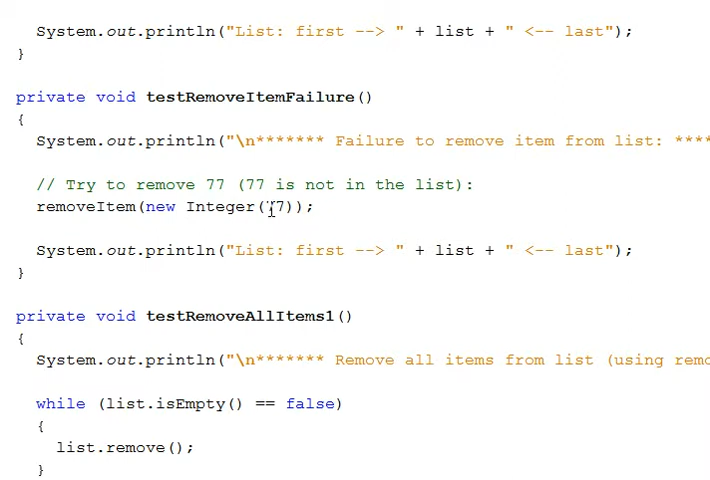 System.out.println("List: first --> " + list + " <-- last");
}
private void testRemoveItemFailure()
{
System.out.println("\n******* Failure to remove item from list: ****
// Try to remove 77 (77 is not in the list):
removeItem(new Integer(77));
System.out.println("List: first --> " + list + " <-- last");
}
private void testRemoveAllItems1()
{
System.out.println("\n******* Remove all items from list (using remo
while (list.isEmpty() == false)
{
list.remove();
}